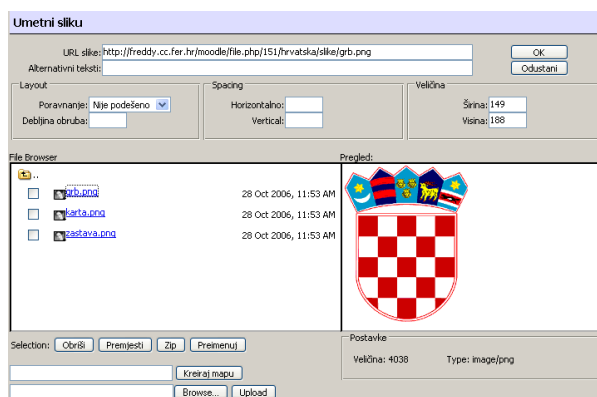 Umetni sliku
URL slike: http://freddy.cc.fer.hr/moodle/file.php/151/hrvatska/slike/grb.png OK
Alternativni teksti: Odustani
Layout Spacing Veličina
Poravnanje: Nije podešeno Horizontalno: Širina: 149
Debljina obruba: Vertical: Visina: 188
File Browser Pregled:
..
grb.png 28 Oct 2006, 11:53 AM
karta.png 28 Oct 2006, 11:53 AM
zastava.png 28 Oct 2006, 11:53 AM
Selection: Obriši Premjesti Zip Preimenuj
Postavke
Veličina: 4038 Type: image/png
Kreiraj mapu
Browse... Upload